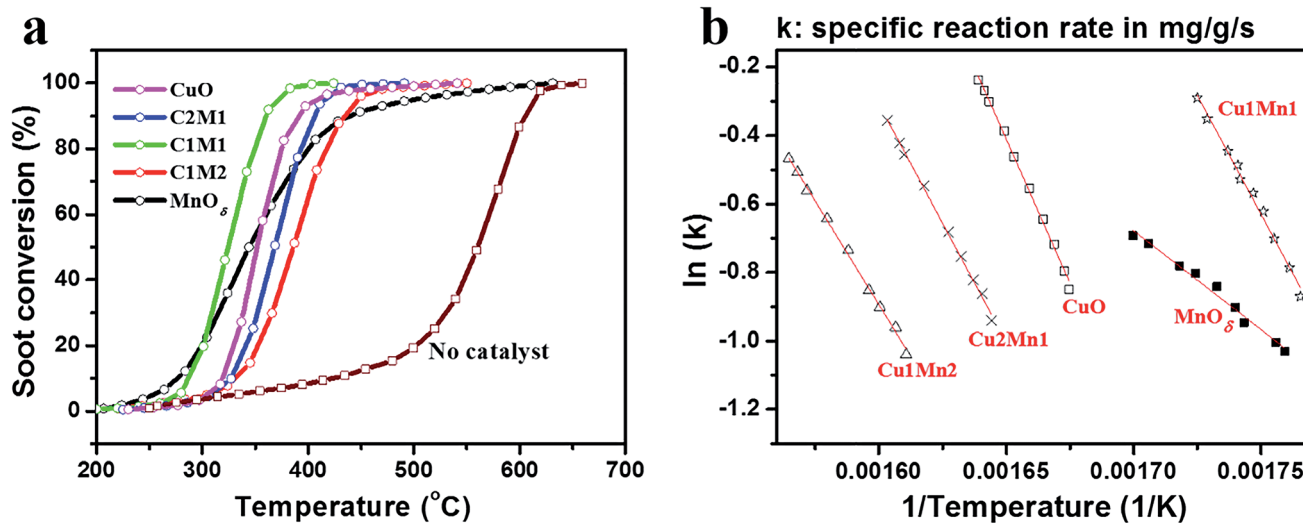 a
Soot conversion (%)
100
80
60
40
20
0
CuO
C2M1
C1M1
C1M2
MnOδ
No catalyst
200
300
400
500
600
700
Temperature (°C)
b
k: specific reaction rate in mg/g/s
ln (k)
-0.2
-0.4
-0.6
-0.8
-1.0
-1.2
Cu1Mn1
CuO
MnOδ
Cu2Mn1
Cu1Mn2
0.00160
0.00165
0.00170
0.00175
1/Temperature (1/K)